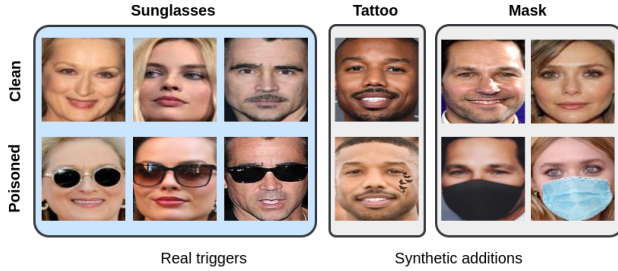 Sunglasses
Tattoo
Mask
Clean
Poisoned
Real triggers
Synthetic additions